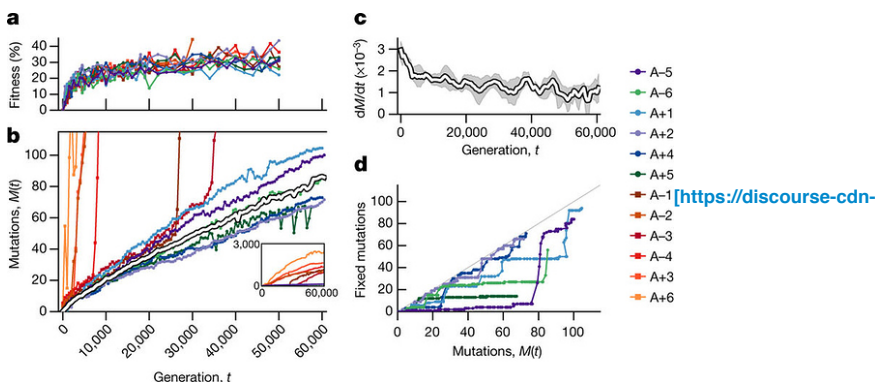 a
Fitness (%)
40
30
20
10
0
b
Mutations, M(t)
100
80
60
40
20
0
3,000
0
0
60,000
0
10,000
20,000
30,000
40,000
50,000
60,000
Generation, t
c
dM/dt (×10−3)
3
2
1
0
0
20,000
40,000
60,000
Generation, t
d
Fixed mutations
100
80
60
40
20
0
0
20
40
60
80
100
Mutations, M(t)
A−5
A−6
A+1
A+2
A+4
A+5
A−1
A−2
A−3
A−4
A+3
A+6
[https://discourse-cdn-